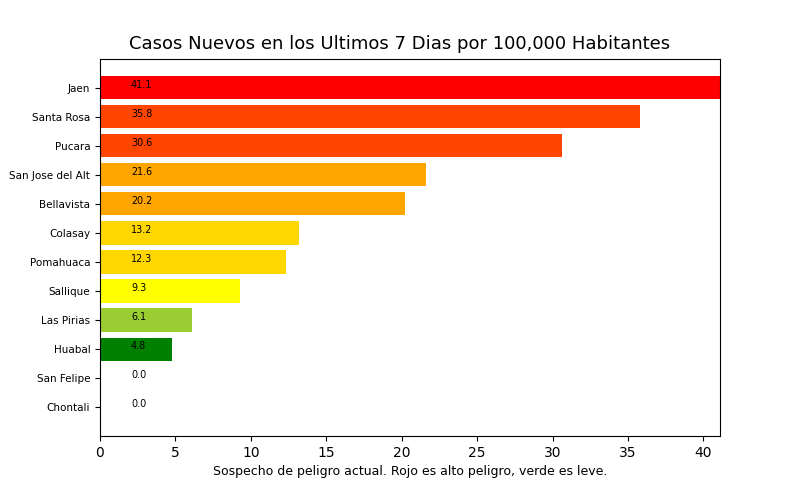 Casos Nuevos en los Ultimos 7 Dias por 100,000 Habitantes
Jaen 41.1
Santa Rosa 35.8
Pucara 30.6
San Jose del Alt 21.6
Bellavista 20.2
Colasay 13.2
Pomahuaca 12.3
Sallique 9.3
Las Pirias 6.1
Huabal 4.8
San Felipe 0.0
Chontali 0.0
0 5 10 15 20 25 30 35 40
Sospecho de peligro actual. Rojo es alto peligro, verde es leve.